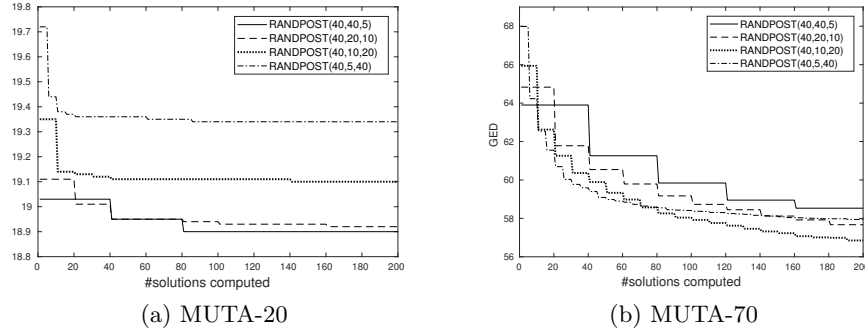 19.8
19.7
19.6
19.5
19.4
19.3
19.2
19.1
19
18.9
18.8
0 20 40 60 80 100 120 140 160 180 200
#solutions computed
RANDPOST(40,40,5)
RANDPOST(40,20,10)
RANDPOST(40,10,20)
RANDPOST(40,5,40)
(a) MUTA-20
68
66
64
62
60
58
56
GED
0 20 40 60 80 100 120 140 160 180 200
#solutions computed
RANDPOST(40,40,5)
RANDPOST(40,20,10)
RANDPOST(40,10,20)
RANDPOST(40,5,40)
(b) MUTA-70